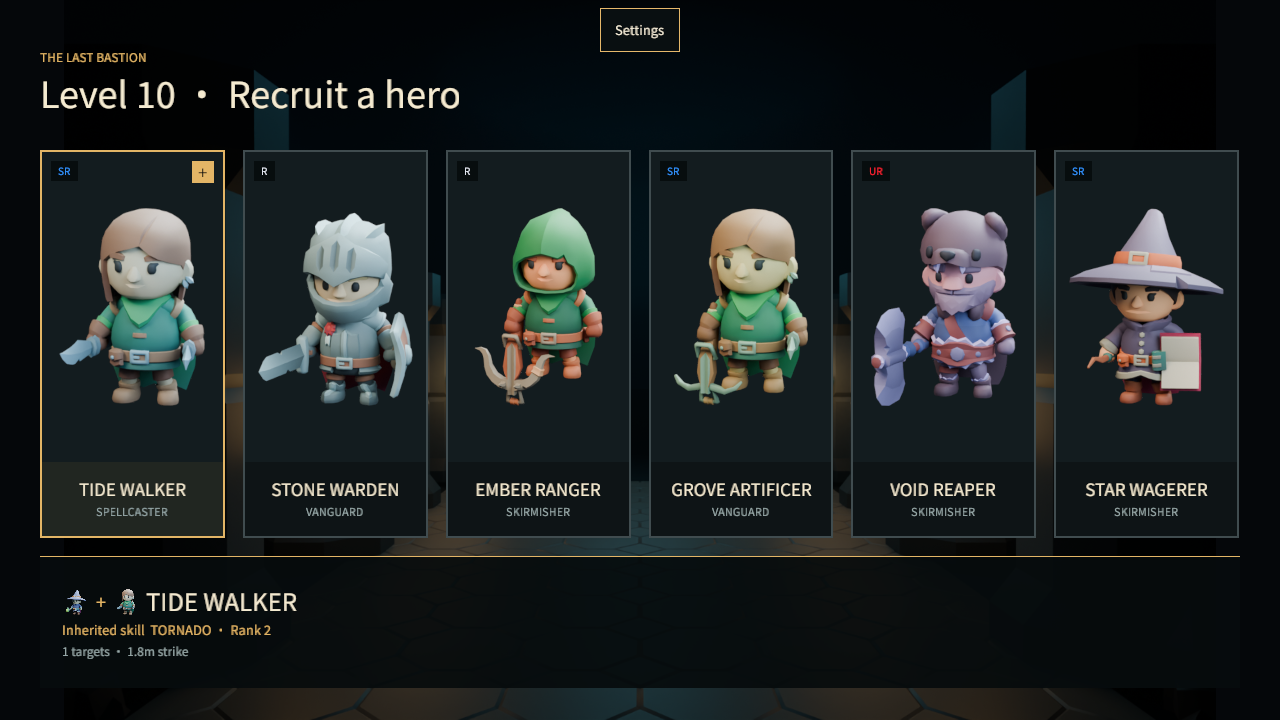 Settings
THE LAST BASTION
Level 10 • Recruit a hero
SR
+
R
R
SR
UR
SR
TIDE WALKER
SPELLCASTER
STONE WARDEN
VANGUARD
EMBER RANGER
SKIRMISHER
GROVE ARTIFICER
VANGUARD
VOID REAPER
SKIRMISHER
STAR WAGERER
SKIRMISHER
+ TIDE WALKER
Inherited skill TORNADO • Rank 2
1 targets • 1.8m strike